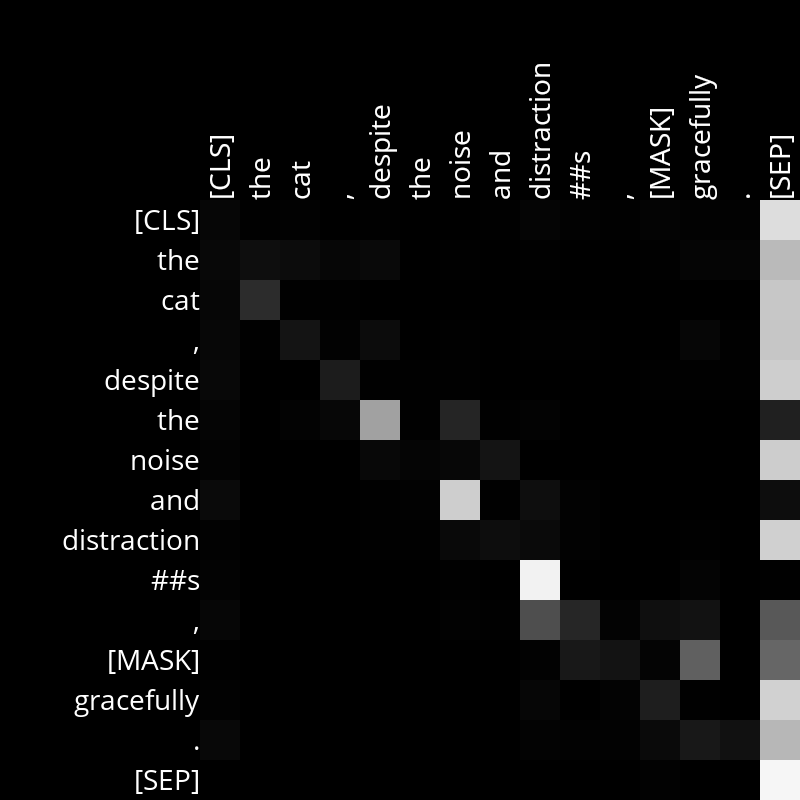 [CLS] the cat , despite the noise and distraction ##s , [MASK] gracefully . [SEP]
[CLS]
the
cat
,
despite
the
noise
and
distraction
##s
,
[MASK]
gracefully
.
[SEP]